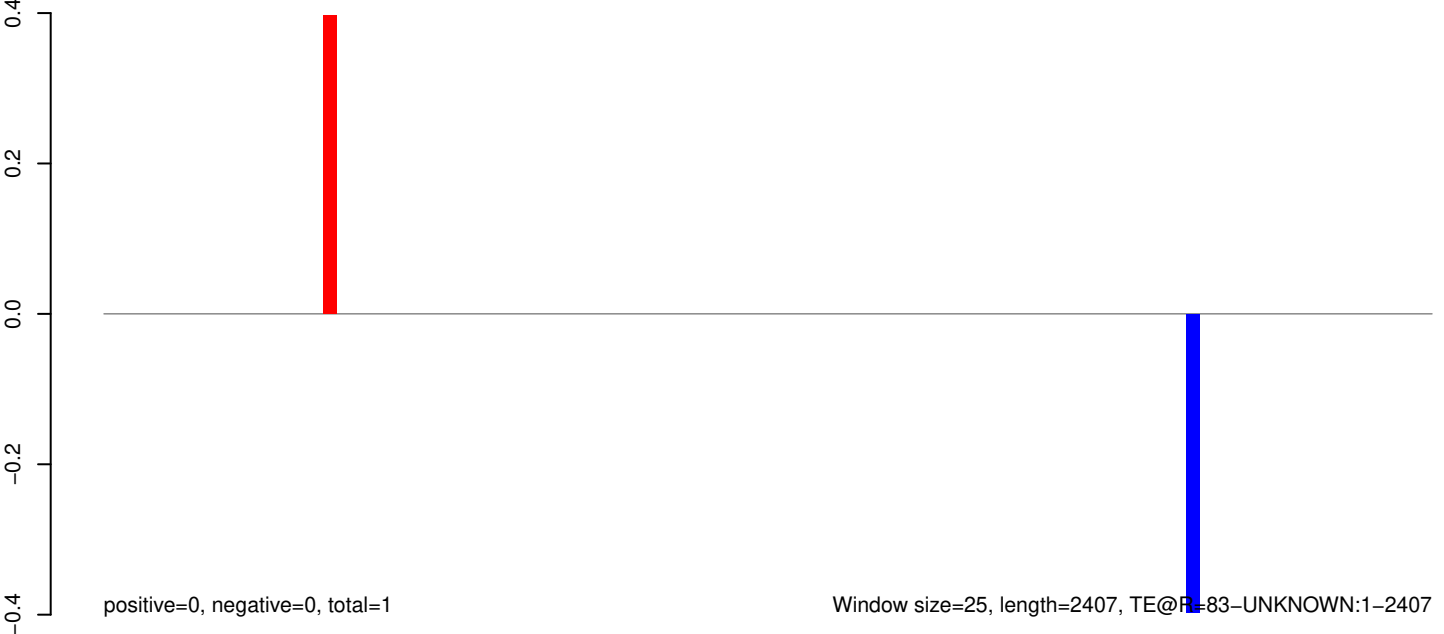 0.4
0.2
0.0
−0.2
−0.4
positive=0, negative=0, total=1
Window size=25, length=2407, TE@R=83−UNKNOWN:1−2407